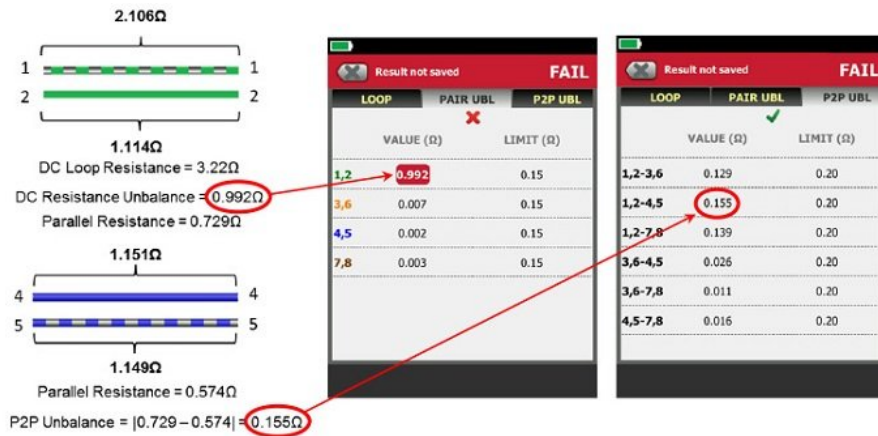 2.106Ω
1 1
2 2
1.114Ω
DC Loop Resistance = 3.22Ω
DC Resistance Unbalance = 0.992Ω
Parallel Resistance = 0.729Ω
1.151Ω
4 4
5 5
1.149Ω
Parallel Resistance = 0.574Ω
P2P Unbalance = |0.729 – 0.574| = 0.155Ω
Result not saved FAIL
LOOP PAIR UBL P2P UBL
VALUE (Ω) LIMIT (Ω)
1,2 0.992 0.15
3,6 0.007 0.15
4,5 0.002 0.15
7,8 0.003 0.15
Result not saved FAIL
LOOP PAIR UBL P2P UBL
VALUE (Ω) LIMIT (Ω)
1,2-3,6 0.129 0.20
1,2-4,5 0.155 0.20
1,2-7,8 0.139 0.20
3,6-4,5 0.026 0.20
3,6-7,8 0.011 0.20
4,5-7,8 0.016 0.20